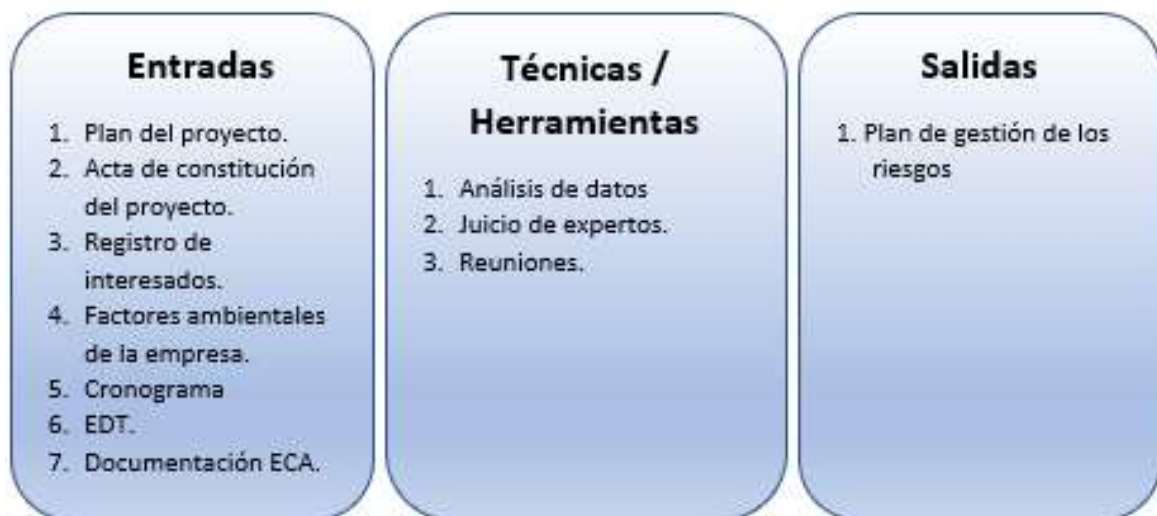 Entradas
1. Plan del proyecto.
2. Acta de constitución
del proyecto.
3. Registro de
interesados.
4. Factores ambientales
de la empresa.
5. Cronograma
6. EDT.
7. Documentación ECA.
Técnicas /
Herramientas
1. Análisis de datos
2. Juicio de expertos.
3. Reuniones.
Salidas
1. Plan de gestión de los
riesgos